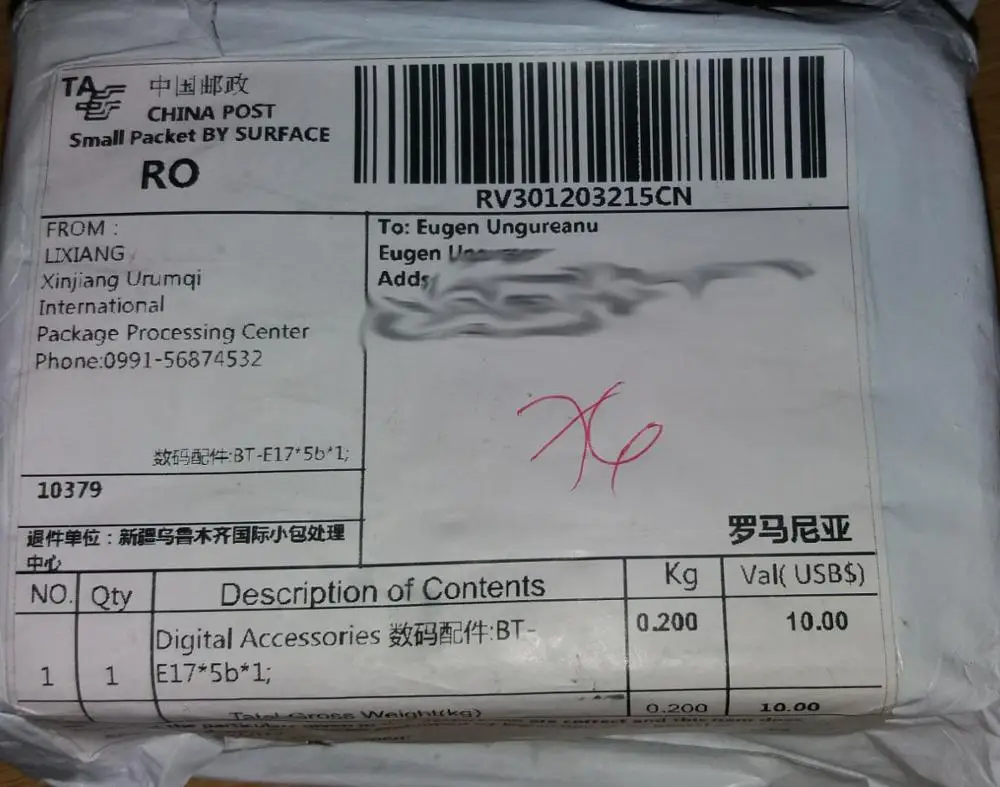 TA
中国邮政
CHINA POST
Small Packet BY SURFACE
RO
RV301203215CN
FROM :
LIXIANG
Xinjiang Urumqi
International
Package Processing Center
Phone:0991-56874532
数码配件:BT-E17*5b*1;
10379
退件单位：新疆乌鲁木齐国际小包处理
中心
To: Eugen Ungureanu
Eugen
Adds
罗马尼亚
NO. Qty Description of Contents Kg Val( USB$)
1 1 Digital Accessories 数码配件:BT-
E17*5b*1;
0.200 10.00
Total Gross Weight(kg) 0.200 10.00